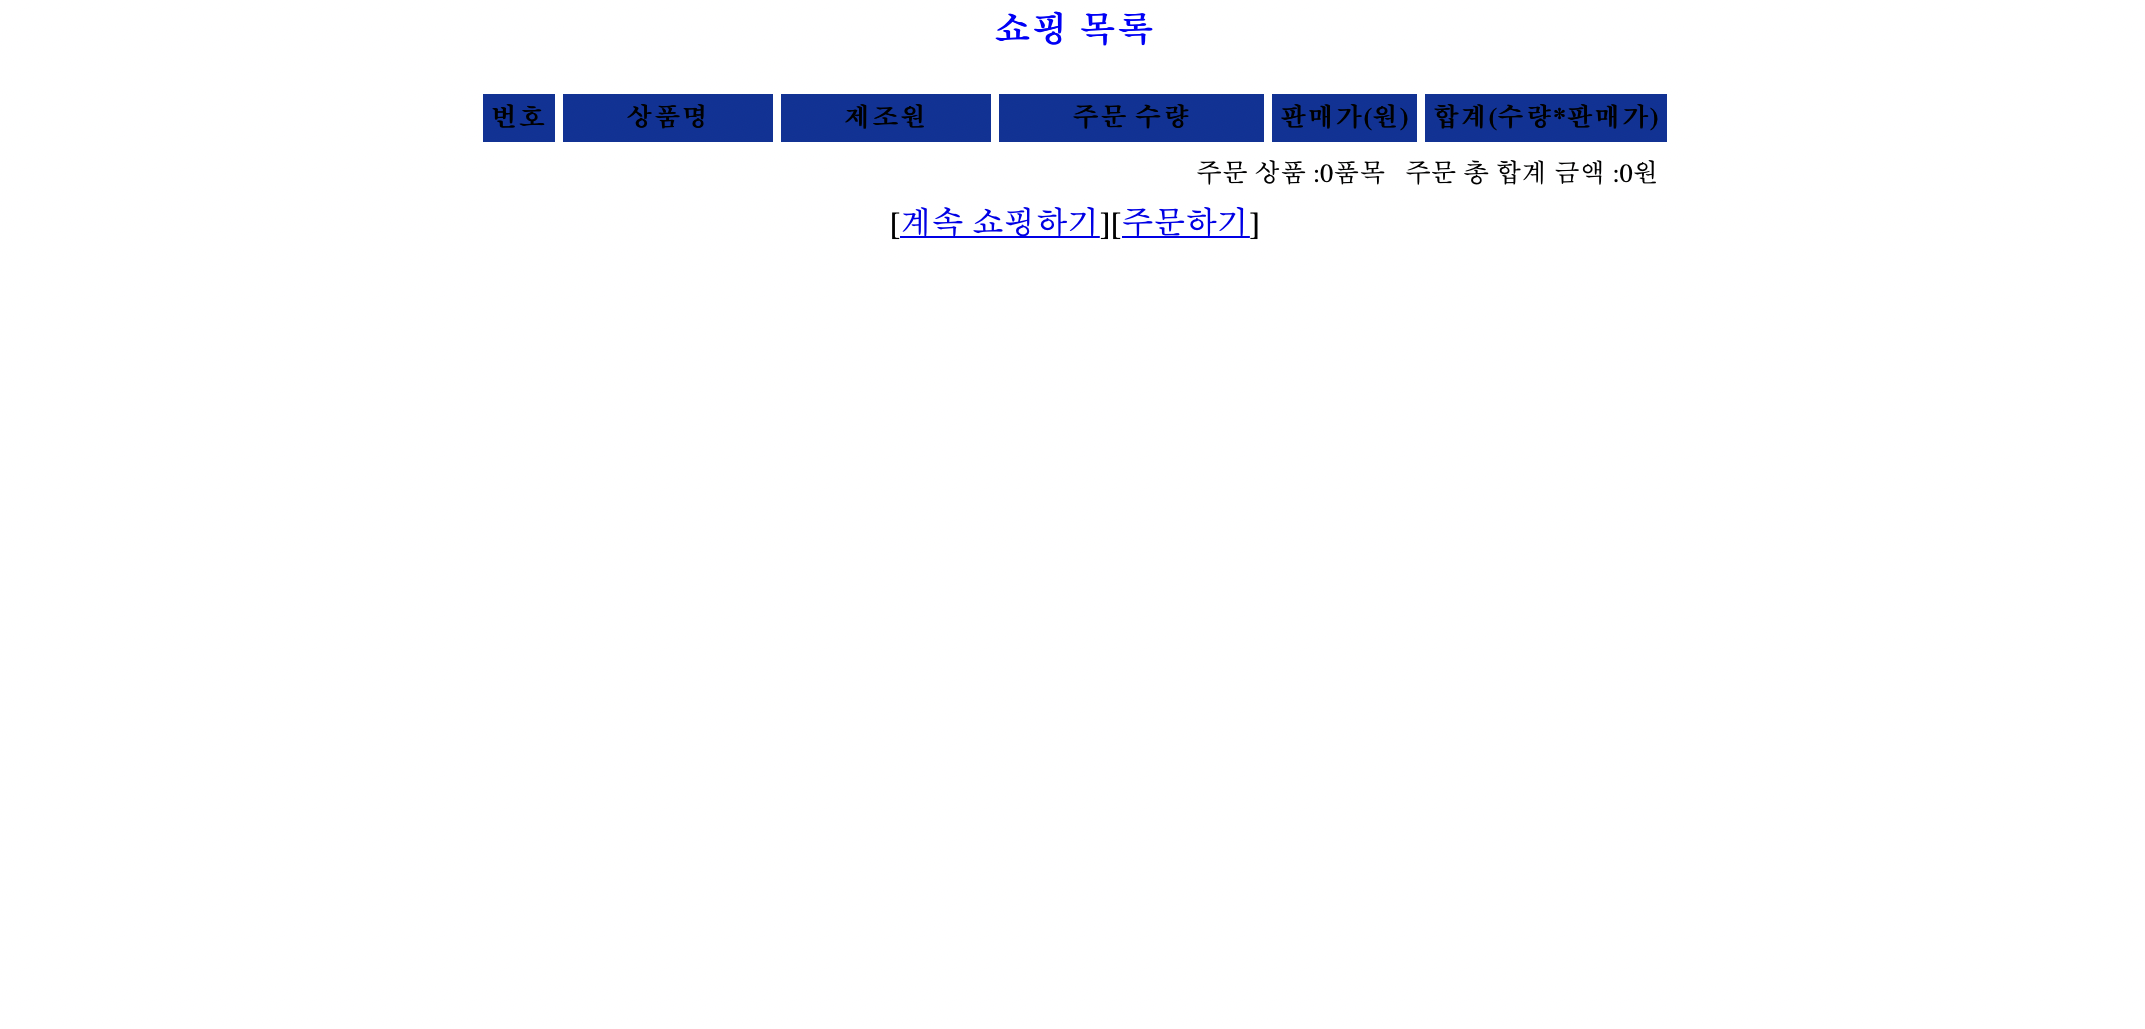 쇼핑 목록
번호 상품명 제조원 주문 수량 판매가(원) 합계(수량*판매가)
주문 상품 :0품목 주문 총 합계 금액 :0원
[계속 쇼핑하기][주문하기]